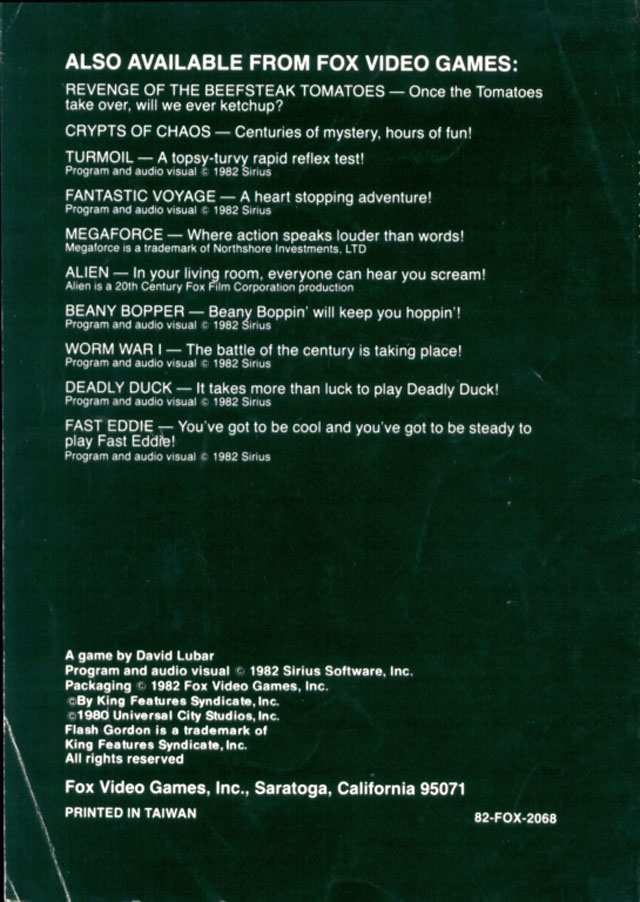 ALSO AVAILABLE FROM FOX VIDEO GAMES:
REVENGE OF THE BEEFSTEAK TOMATOES — Once the Tomatoes
take over, will we ever ketchup?
CRYPTS OF CHAOS — Centuries of mystery, hours of fun!
TURMOIL — A topsy-turvy rapid reflex test!
Program and audio visual © 1982 Sirius
FANTASTIC VOYAGE — A heart stopping adventure!
Program and audio visual © 1982 Sirius
MEGAFORCE — Where action speaks louder than words!
Megaforce is a trademark of Northshore Investments, LTD
ALIEN — In your living room, everyone can hear you scream!
Alien is a 20th Century Fox Film Corporation production
BEANY BOPPER — Beany Boppin' will keep you hoppin'!
Program and audio visual © 1982 Sirius
WORM WAR I — The battle of the century is taking place!
Program and audio visual © 1982 Sirius
DEADLY DUCK — It takes more than luck to play Deadly Duck!
Program and audio visual © 1982 Sirius
FAST EDDIE — You've got to be cool and you've got to be steady to
play Fast Eddie!
Program and audio visual © 1982 Sirius
A game by David Lubar
Program and audio visual © 1982 Sirius Software, Inc.
Packaging © 1982 Fox Video Games, Inc.
©By King Features Syndicate, Inc.
©1980 Universal City Studios, Inc.
Flash Gordon is a trademark of
King Features Syndicate, Inc.
All rights reserved
Fox Video Games, Inc., Saratoga, California 95071
PRINTED IN TAIWAN
82-FOX-2068